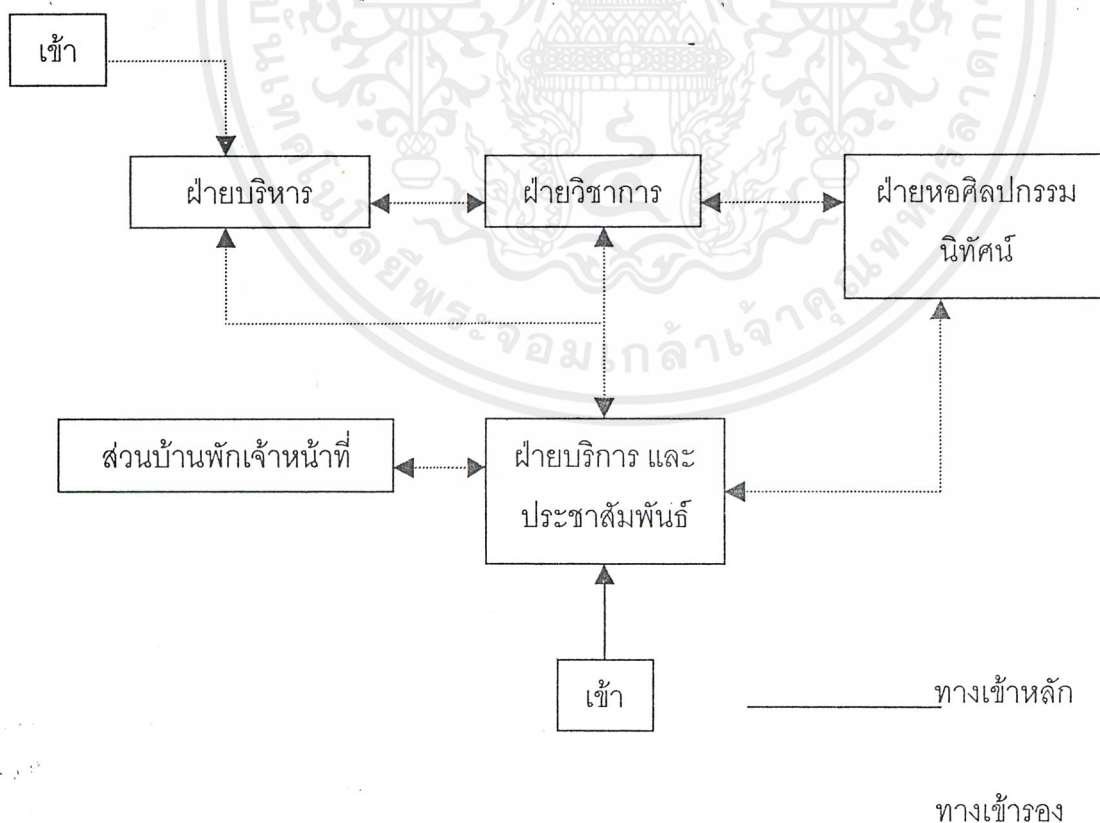 เข้า
ฝ่ายบริหาร
ฝ่ายวิชาการ
ฝ่ายหอศิลปกรรม
นิทัศน์
ส่วนบ้านพักเจ้าหน้าที่
ฝ่ายบริการ และ
ประชาสัมพันธ์
เข้า
ทางเข้าหลัก
ทางเข้ารอง